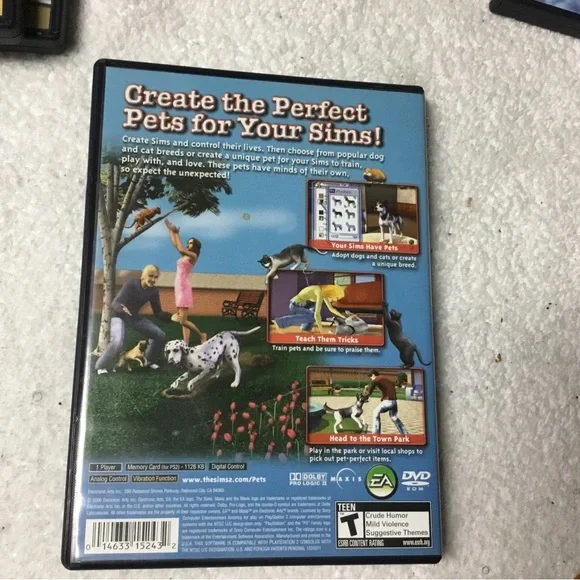 Create the Perfect
Pets for Your Sims!
Create Sims and control their lives. Then choose from popular dog
and cat breeds or create a unique pet for your Sims to train,
play with, and love. These pets have minds of their own,
so expect the unexpected!
Your Sims Have Pets
Adopt dogs and cats or create
a unique breed.
Teach Them Tricks
Train pets and be sure to praise them.
Head to the Town Park
Play in the park or visit local shops to
pick out pet-perfect items.
1 Player
Memory Card (for PS2) - 1126 KB
Digital Control
Analog Control
Vibration Function
www.thesims2.com/Pets
DOLBY
PRO LOGIC II
MAXIS
EA
DVD
ROM
TEEN
T
Crude Humor
Mild Violence
Suggestive Themes
ESRB CONTENT RATING
www.esrb.org
0 14633 15243 2